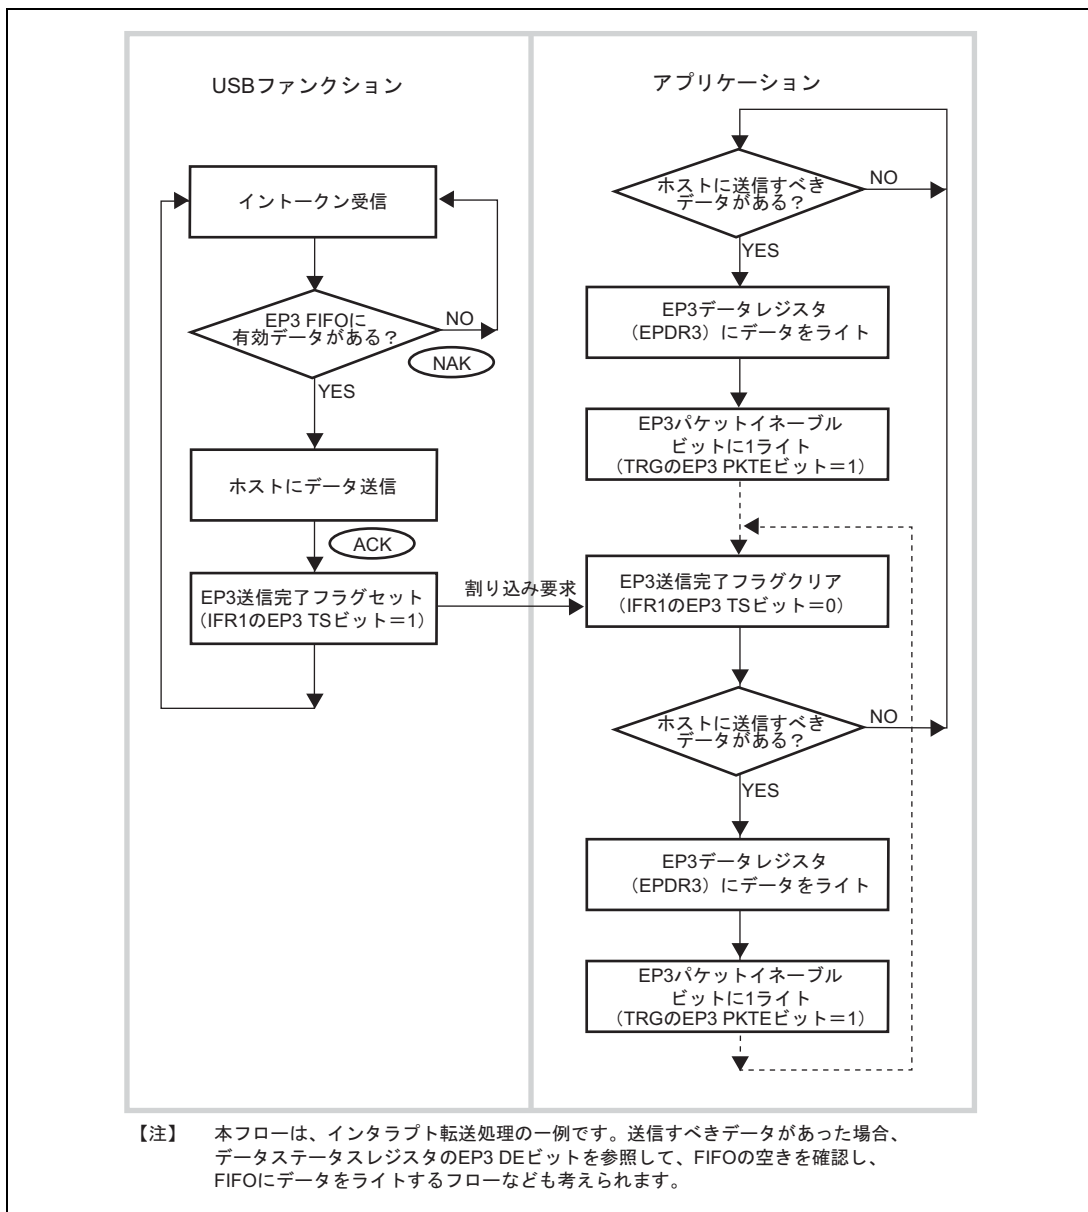 USBファンクション
イントークン受信
EP3 FIFOに
有効データがある？
NO
NAK
YES
ホストにデータ送信
ACK
EP3送信完了フラグセット
（IFR1のEP3 TSビット＝1）
割り込み要求
アプリケーション
ホストに送信すべき
データがある？
NO
YES
EP3データレジスタ
（EPDR3）にデータをライト
EP3パケットイネーブル
ビットに1ライト
（TRGのEP3 PKTEビット＝1）
EP3送信完了フラグクリア
（IFR1のEP3 TSビット＝0）
ホストに送信すべき
データがある？
NO
YES
EP3データレジスタ
（EPDR3）にデータをライト
EP3パケットイネーブル
ビットに1ライト
（TRGのEP3 PKTEビット＝1）
【注】 本フローは、インタラプト転送処理の一例です。送信すべきデータがあった場合、
データステータスレジスタのEP3 DEビットを参照して、FIFOの空きを確認し、
FIFOにデータをライトするフローなども考えられます。